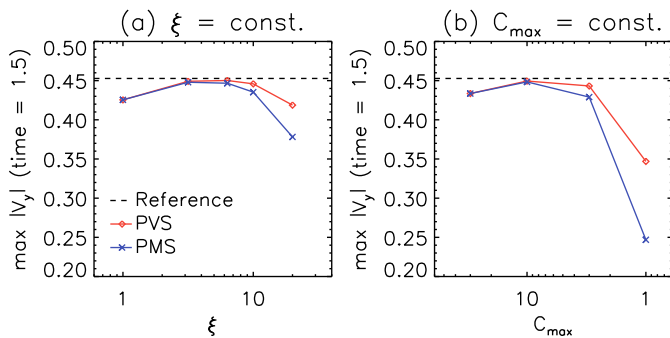 (a) ξ = const.
(b) C_max = const.
max |V_y| (time = 1.5)
0.50
0.45
0.40
0.35
0.30
0.25
0.20
Reference
PVS
PMS
1
10
ξ
max |V_y| (time = 1.5)
0.50
0.45
0.40
0.35
0.30
0.25
0.20
10
1
C_max